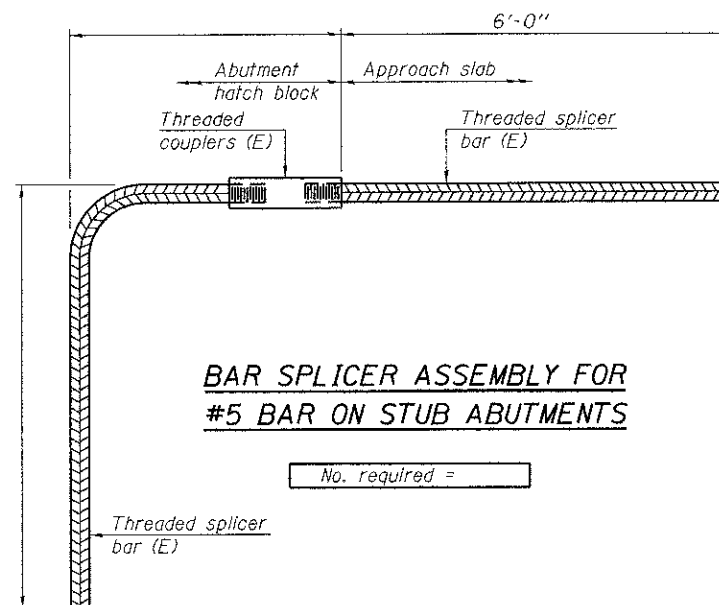 6'-0"
Abutment
hatch block
Approach slab
Threaded
couplers (E)
Threaded splicer
bar (E)
BAR SPLICER ASSEMBLY FOR
#5 BAR ON STUB ABUTMENTS
No. required =
Threaded splicer
bar (E)